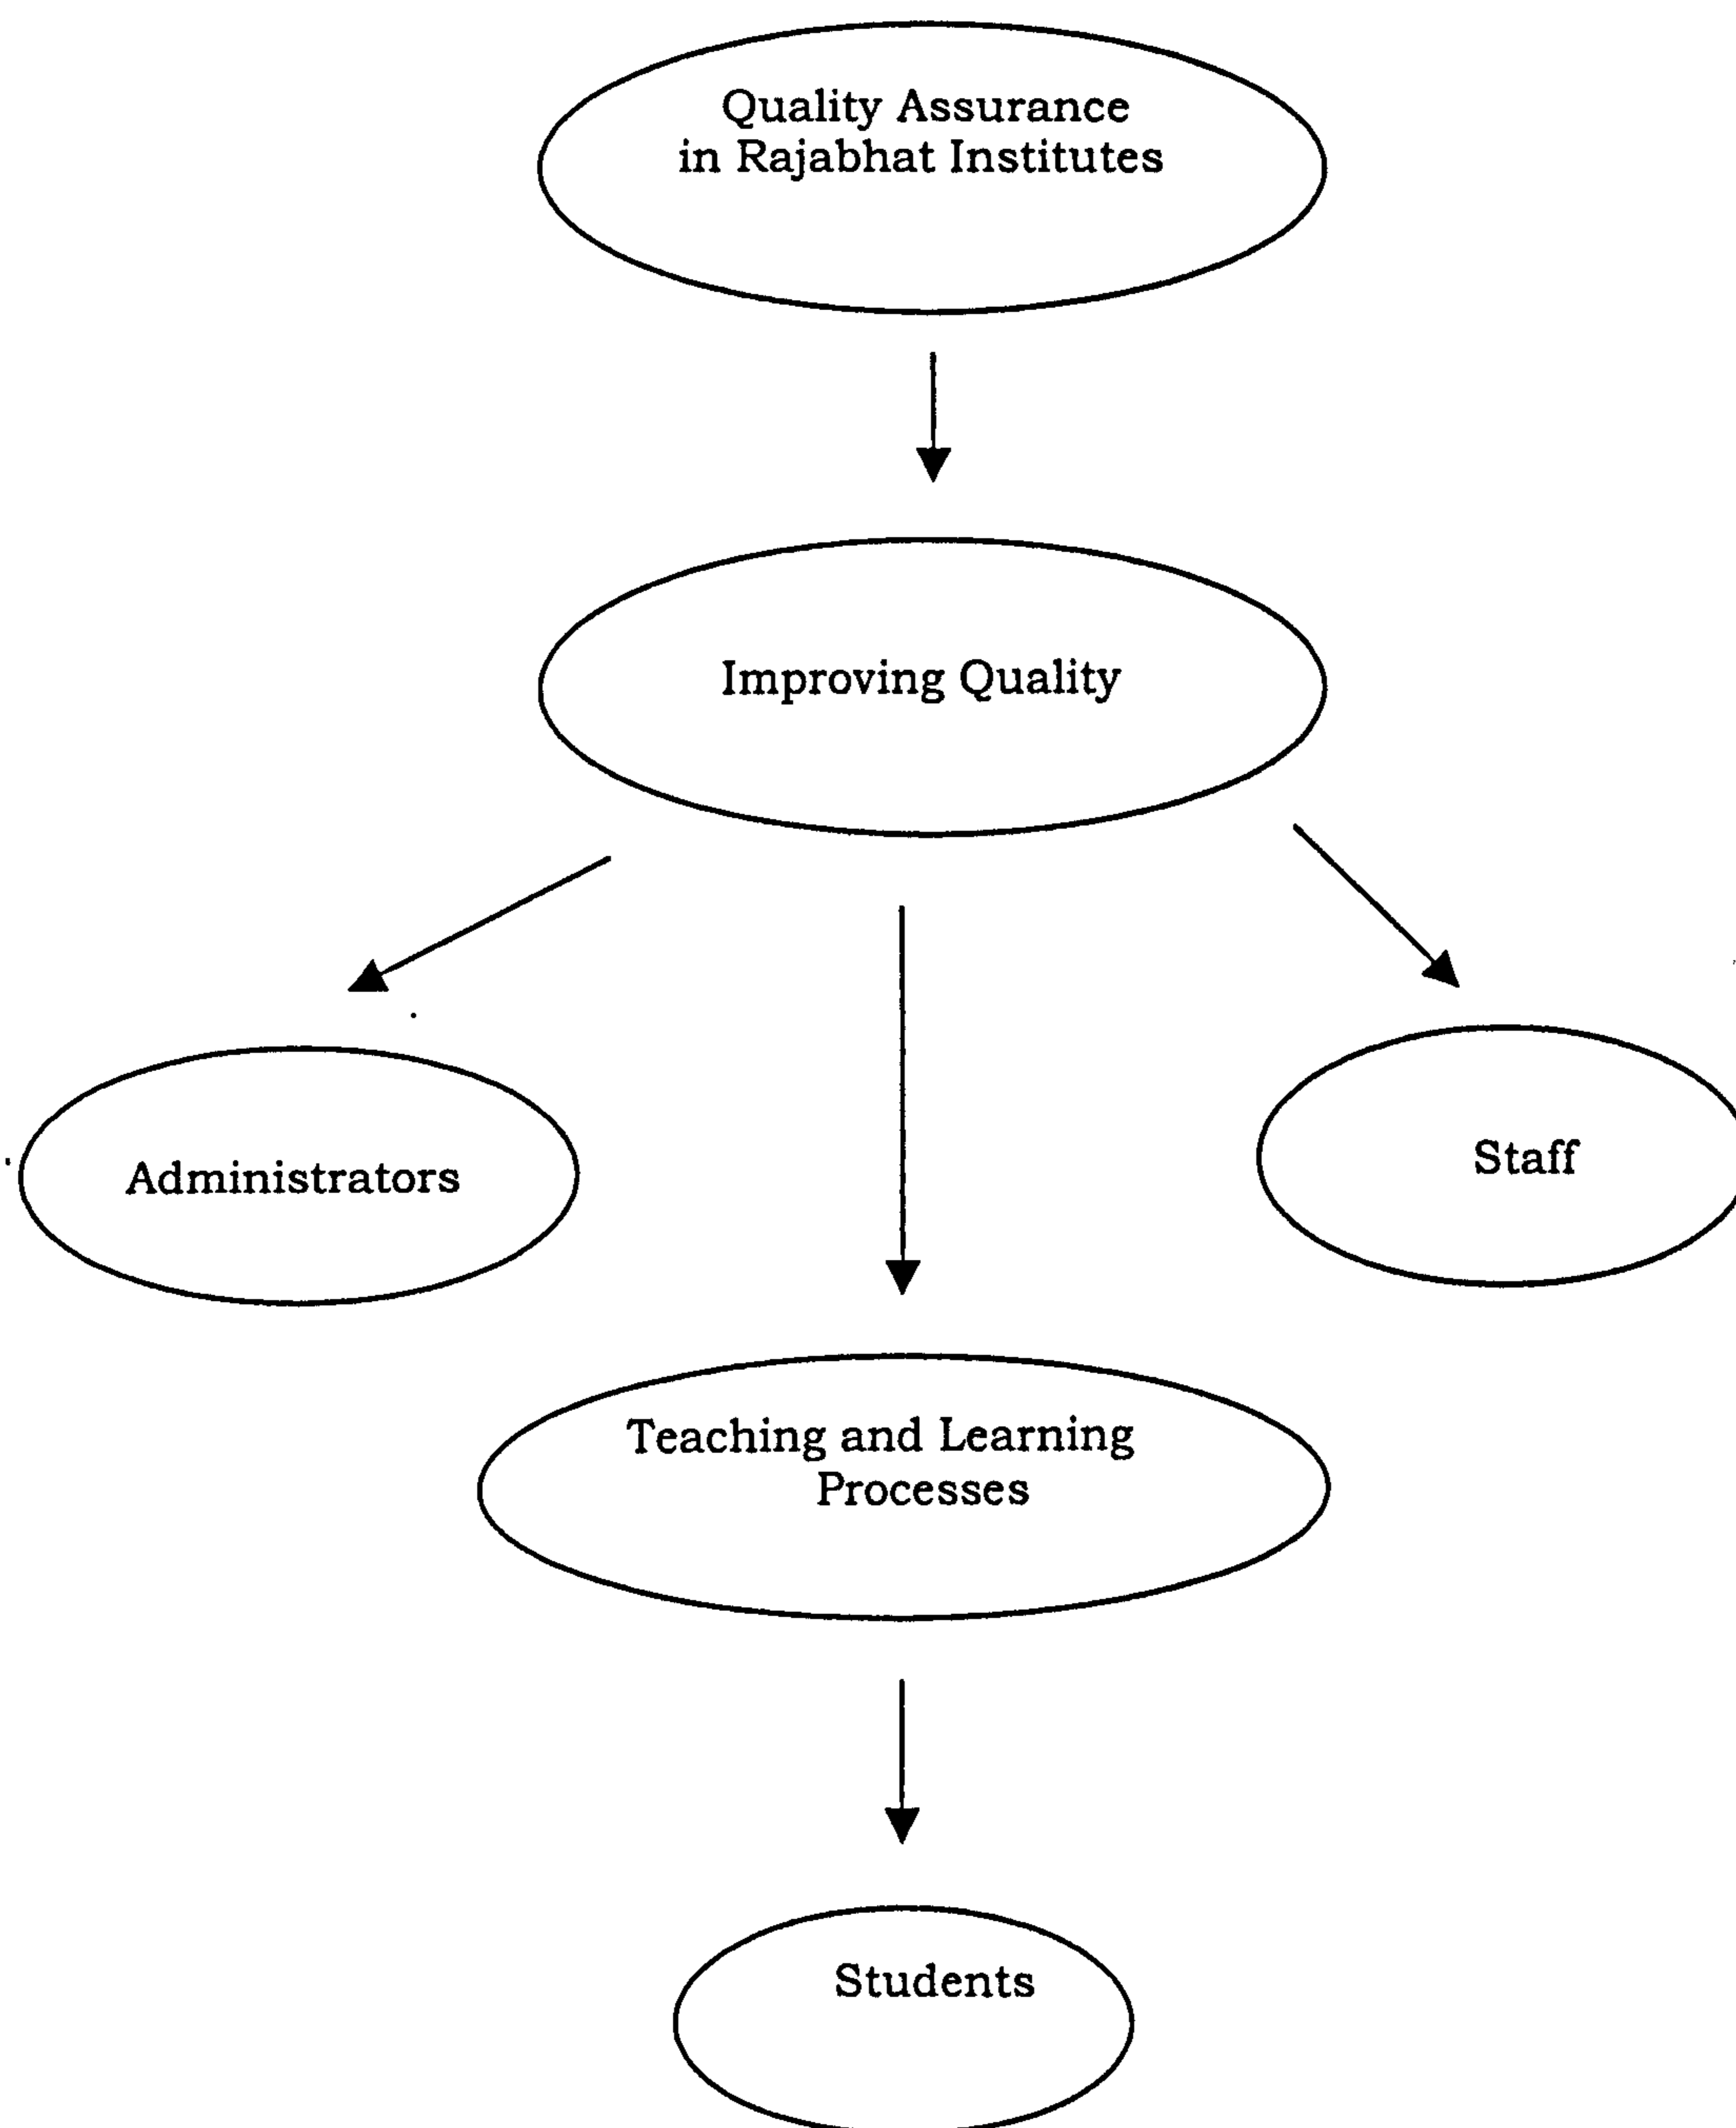 Quality Assurance
in Rajabhat Institutes
Improving Quality
Administrators
Staff
Teaching and Learning
Processes
Students